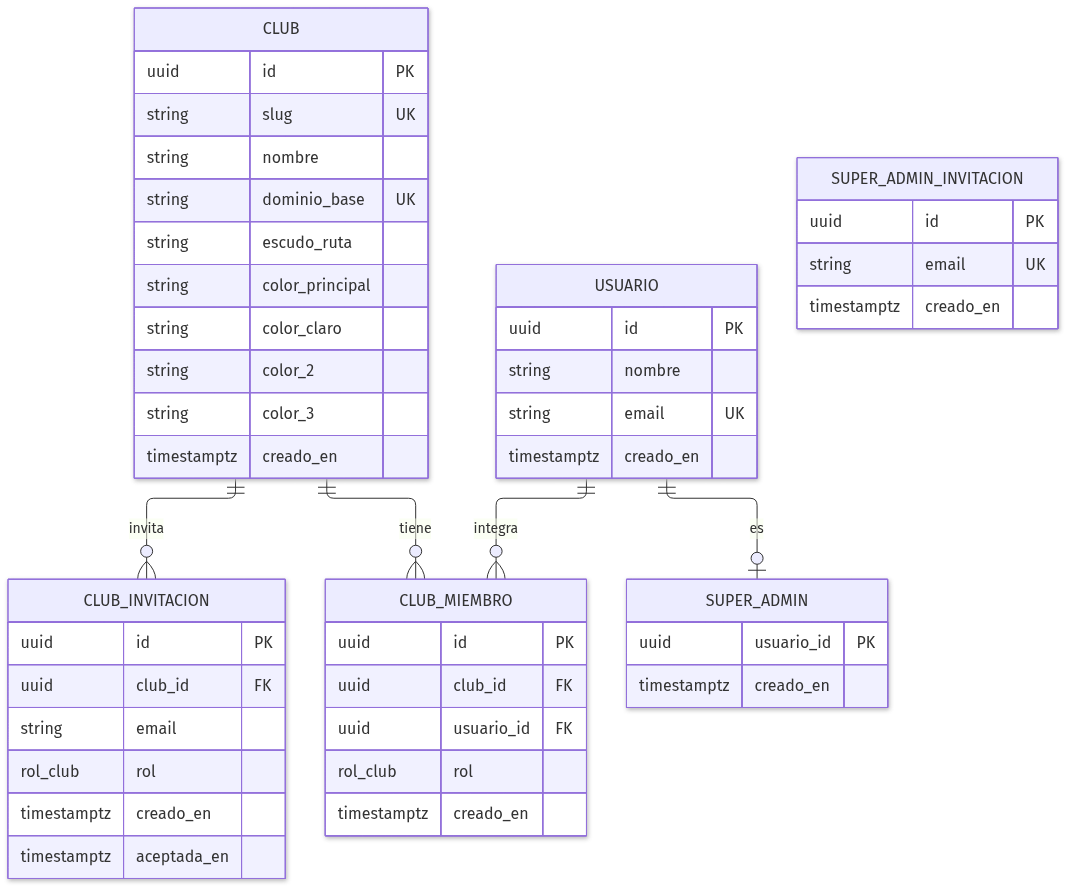 CLUB
uuid id PK
string slug UK
string nombre
string dominio_base UK
string escudo_ruta
string color_principal
string color_claro
string color_2
string color_3
timestamptz creado_en
SUPER_ADMIN_INVITACION
uuid id PK
string email UK
timestamptz creado_en
USUARIO
uuid id PK
string nombre
string email UK
timestamptz creado_en
invita
tiene
integra
es
CLUB_INVITACION
uuid id PK
uuid club_id FK
string email
rol_club rol
timestamptz creado_en
timestamptz aceptada_en
CLUB_MIEMBRO
uuid id PK
uuid club_id FK
uuid usuario_id FK
rol_club rol
timestamptz creado_en
SUPER_ADMIN
uuid usuario_id PK
timestamptz creado_en